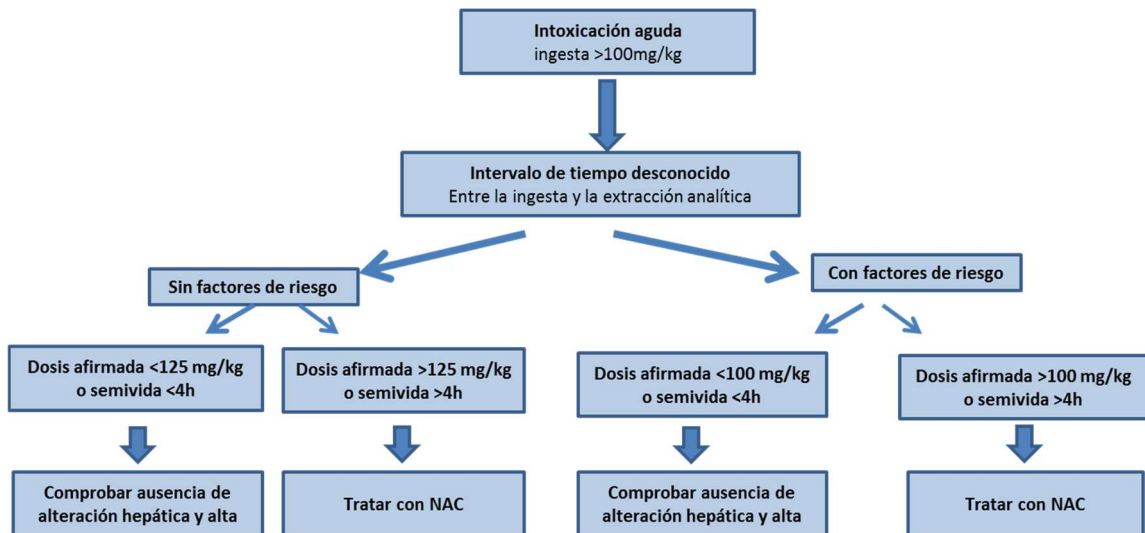 Intoxicación aguda
ingesta >100mg/kg
Intervalo de tiempo desconocido
Entre la ingesta y la extracción analítica
Sin factores de riesgo
Con factores de riesgo
Dosis afirmada <125 mg/kg
o semivida <4h
Dosis afirmada >125 mg/kg
o semivida >4h
Dosis afirmada <100 mg/kg
o semivida <4h
Dosis afirmada >100 mg/kg
o semivida >4h
Comprobar ausencia de
alteración hepática y alta
Tratar con NAC
Comprobar ausencia de
alteración hepática y alta
Tratar con NAC